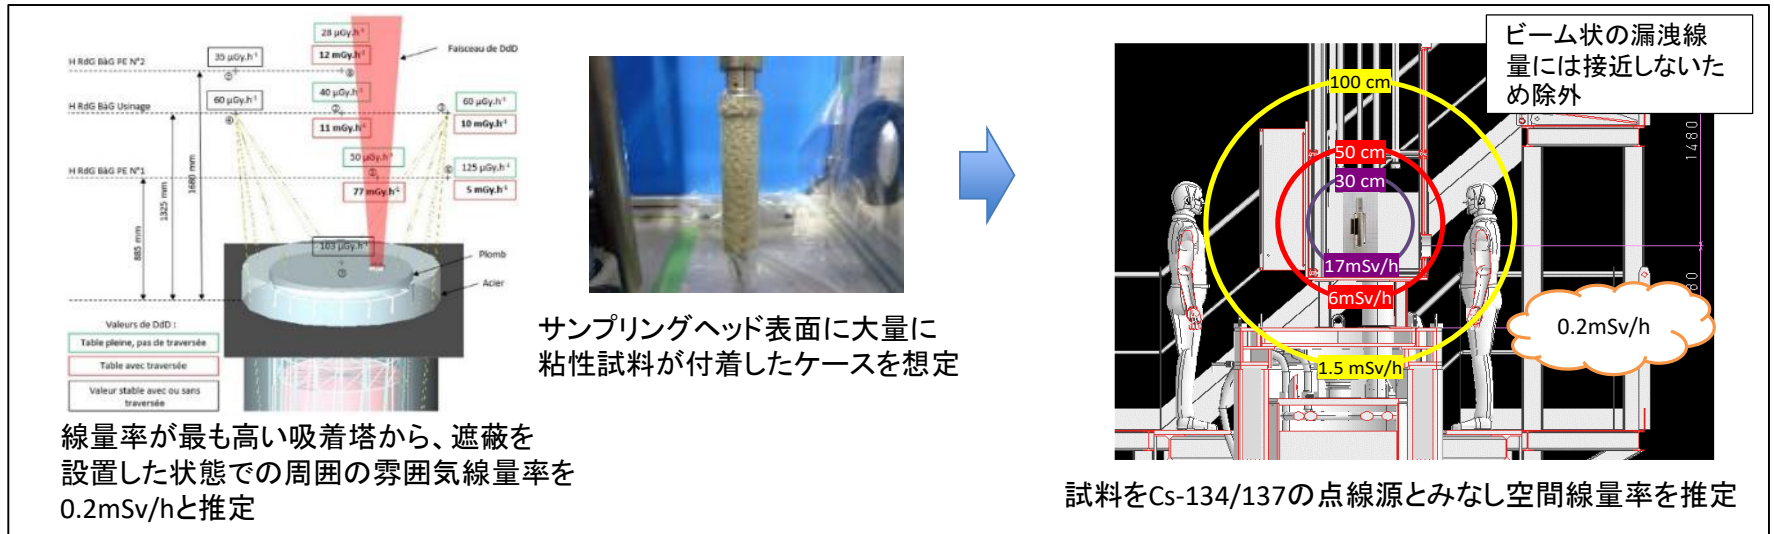 28 µGy.h⁻¹
12 mGy.h⁻¹
Faisceau de DdD
35 µGy.h⁻¹
H RdG BàG PE N°2
40 µGy.h⁻¹
H RdG BàG Usinage
60 µGy.h⁻¹
60 µGy.h⁻¹
11 mGy.h⁻¹
10 mGy.h⁻¹
50 µGy.h⁻¹
125 µGy.h⁻¹
H RdG BàG PE N°1
77 mGy.h⁻¹
5 mGy.h⁻¹
1680 mm
1325 mm
885 mm
103 µGy.h⁻¹
Plomb
Acier
Valeurs de DdD :
Table pleine, pas de traversée
Table avec traversée
Valeur stable avec ou sans
traversée
線量率が最も高い吸着塔から、遮蔽を
設置した状態での周囲の雰囲気線量率を
0.2mSv/hと推定
サンプリングヘッド表面に大量に
粘性試料が付着したケースを想定
ビーム状の漏洩線
量には接近しないた
め除外
100 cm
50 cm
30 cm
17mSv/h
6mSv/h
1.5 mSv/h
1480
0.2mSv/h
試料をCs-134/137の点線源とみなし空間線量率を推定